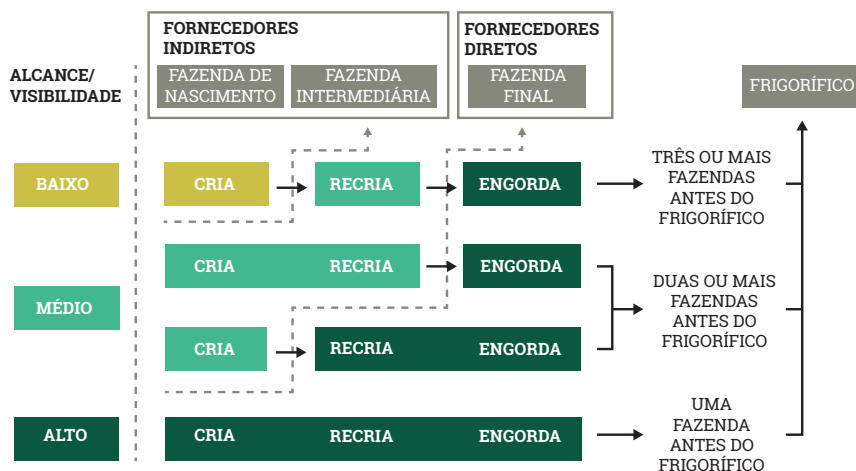 FORNECEDORES
INDIRETOS
FORNECEDORES
DIRETOS
ALCANCE/
VISIBILIDADE
FAZENDA DE
NASCIMENTO
FAZENDA
INTERMEDIÁRIA
FAZENDA
FINAL
FRIGORÍFICO
BAIXO
CRIA
RECRIA
ENGORDA
TRÊS OU MAIS
FAZENDAS
ANTES DO
FRIGORÍFICO
MÉDIO
CRIA
RECRIA
ENGORDA
CRIA
RECRIA
ENGORDA
DUAS OU MAIS
FAZENDAS
ANTES DO
FRIGORÍFICO
ALTO
CRIA
RECRIA
ENGORDA
UMA
FAZENDA
ANTES DO
FRIGORÍFICO